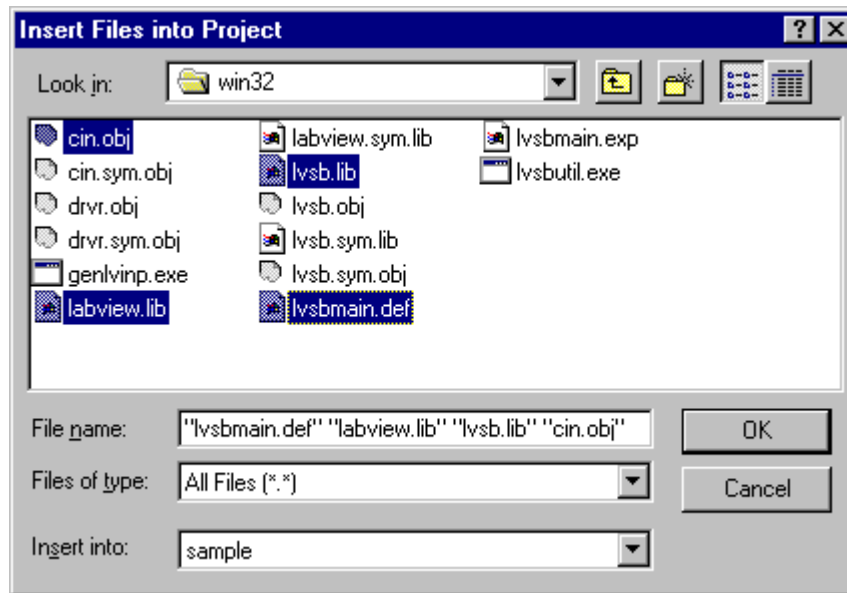 Insert Files into Project
Look in: win32
cin.obj labview.sym.lib lvsbmain.exp
cin.sym.obj lvsb.lib lvsbutil.exe
drvr.obj lvsb.obj
drvr.sym.obj lvsb.sym.lib
genlvinp.exe lvsb.sym.obj
labview.lib lvsbmain.def
File name: "lvsbmain.def" "labview.lib" "lvsb.lib" "cin.obj" OK
Files of type: All Files (*.*) Cancel
Insert into: sample